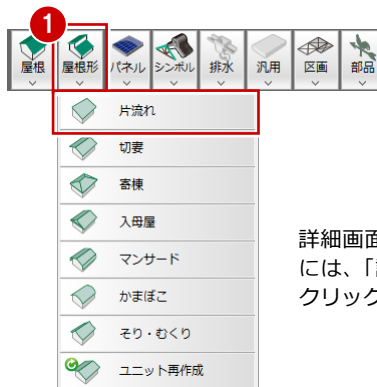 1
屋根 屋根形 パネル シンボル 排水 汎用 区画 部品
片流れ
切妻
寄棟
入母屋
マンサード
かまぼこ
そり・むくり
ユニット再作成
詳細画面
には、「
クリック